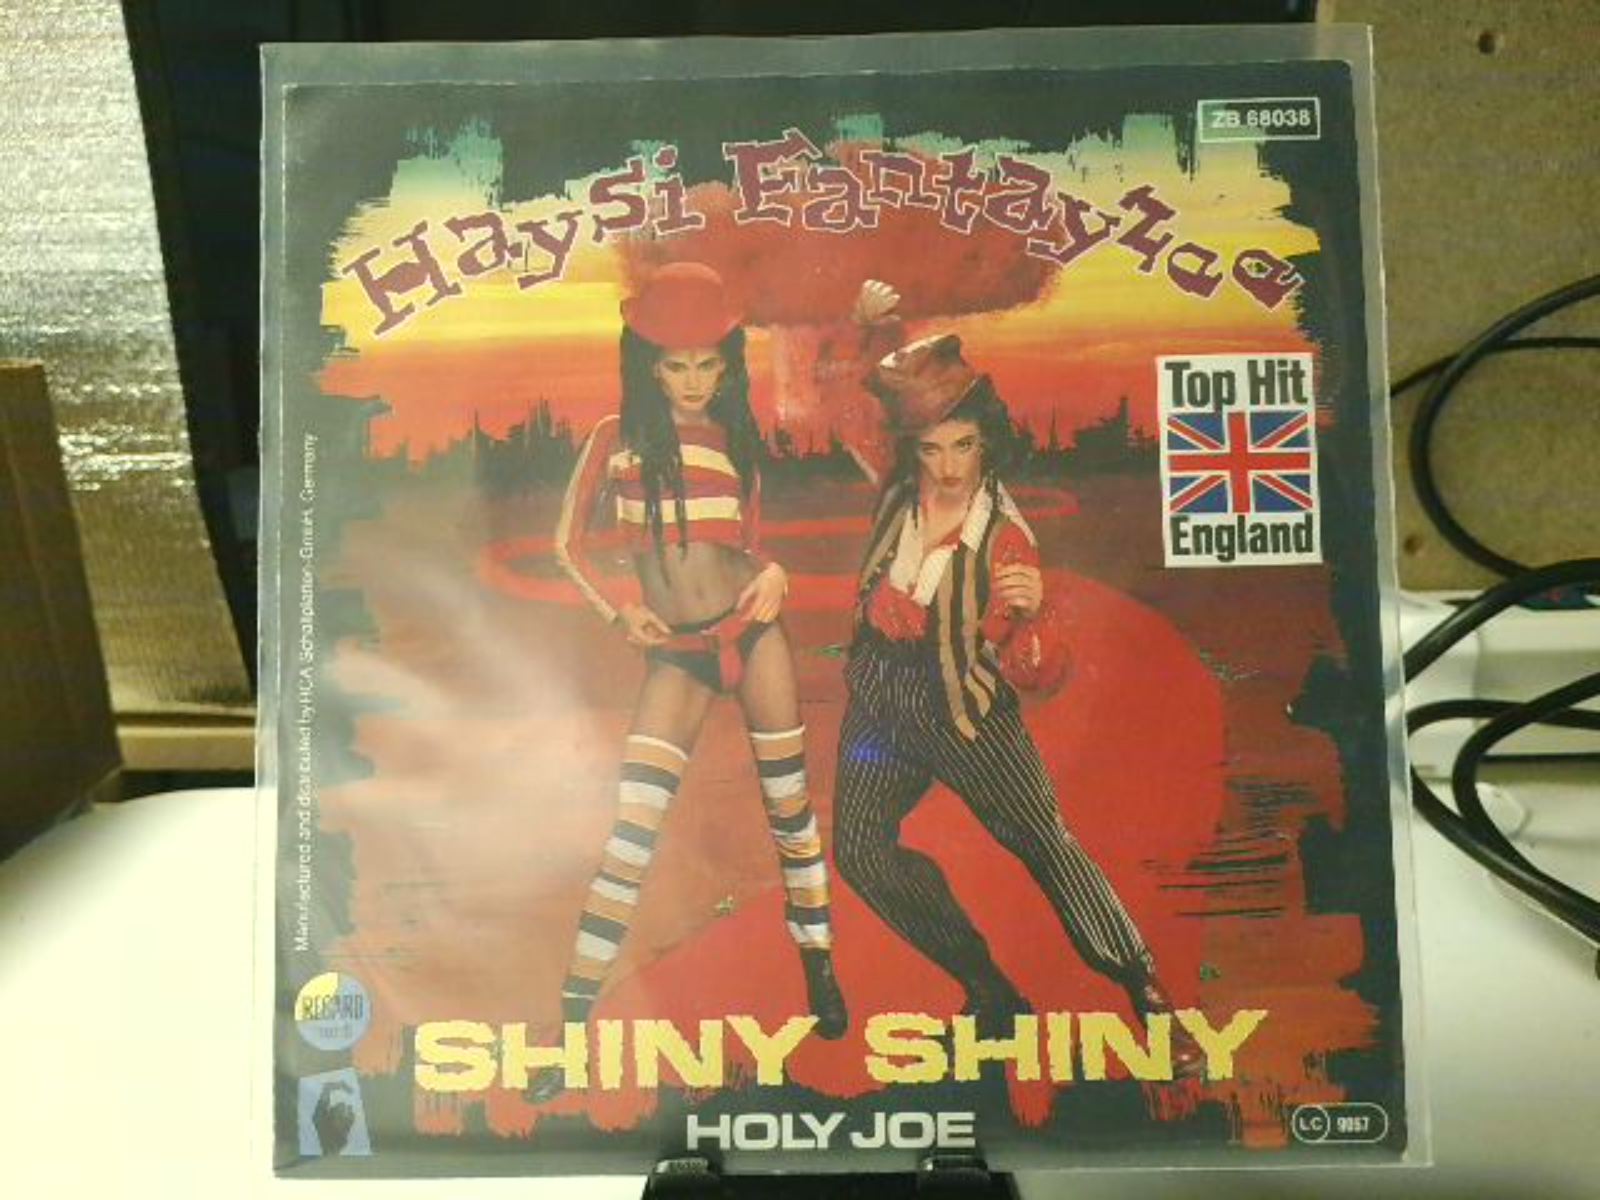 ZB 68038
Haysi Fantayzee
Top Hit
England
Manufactured and distributed by RCA Schallplatten GmbH, Germany
REGARD
SHINY SHINY
HOLY JOE
LC 9057